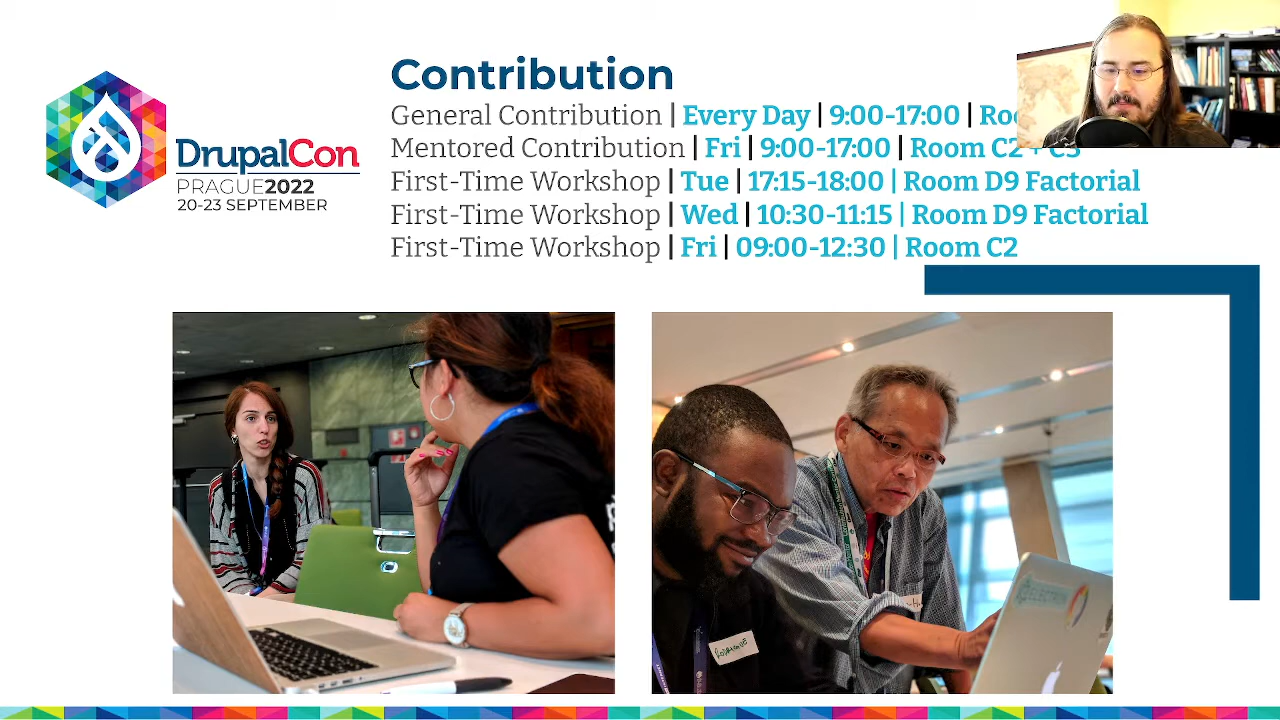 Contribution
General Contribution | Every Day | 9:00-17:00 |
Mentored Contribution | Fri | 9:00-17:00 | Room C2 + C3
First-Time Workshop | Tue | 17:15-18:00 | Room D9 Factorial
First-Time Workshop | Wed | 10:30-11:15 | Room D9 Factorial
First-Time Workshop | Fri | 09:00-12:30 | Room C2
DrupalCon
PRAGUE2022
20-23 SEPTEMBER